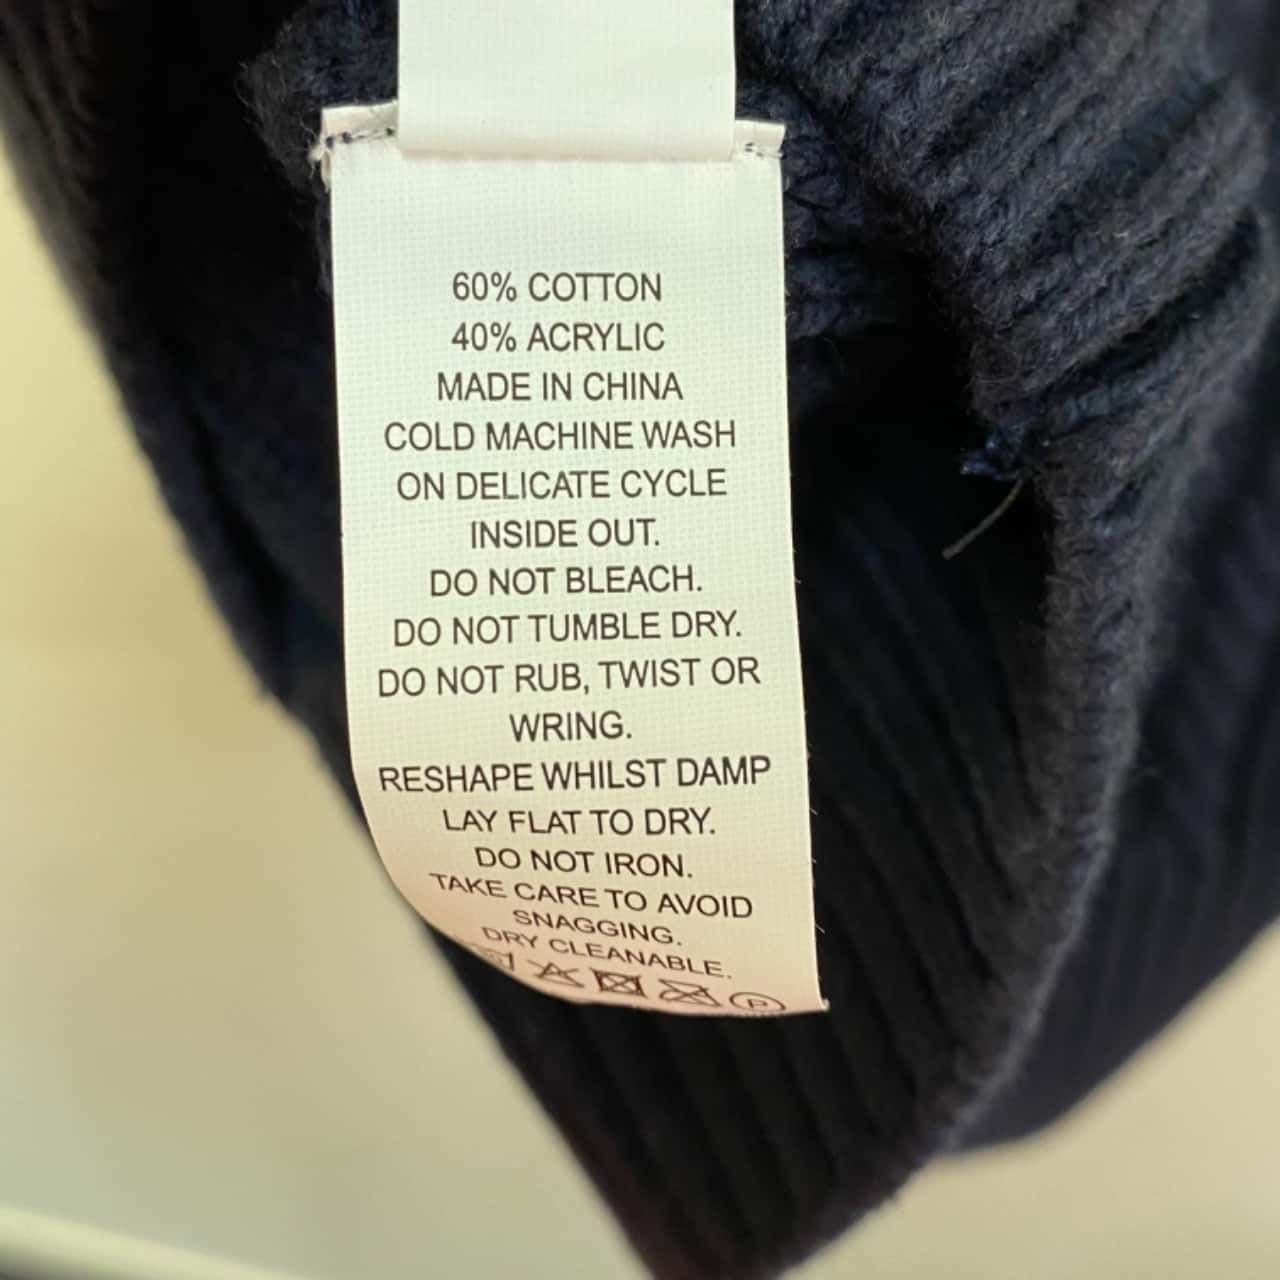 60% COTTON
40% ACRYLIC
MADE IN CHINA
COLD MACHINE WASH
ON DELICATE CYCLE
INSIDE OUT.
DO NOT BLEACH.
DO NOT TUMBLE DRY.
DO NOT RUB, TWIST OR
WRING.
RESHAPE WHILST DAMP
LAY FLAT TO DRY.
DO NOT IRON.
TAKE CARE TO AVOID
SNAGGING.
DRY CLEANABLE.
P